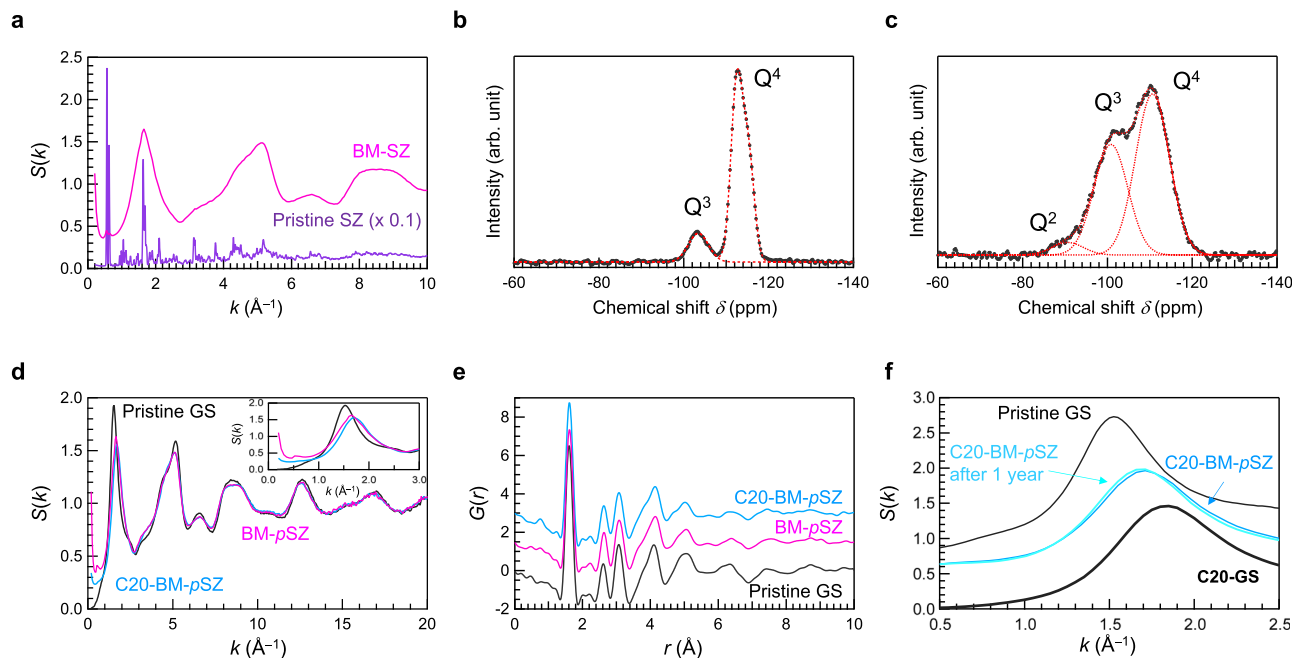 a
2.5
2.0
1.5
1.0
0.5
0.0
S(k)
BM-SZ
Pristine SZ (x 0.1)
0 2 4 6 8 10
k (Å⁻¹)
b
Intensity (arb. unit)
Q⁴
Q³
-60 -80 -100 -120 -140
Chemical shift δ (ppm)
c
Intensity (arb. unit)
Q⁴
Q³
Q²
-60 -80 -100 -120 -140
Chemical shift δ (ppm)
d
2.0
1.5
1.0
0.5
0.0
S(k)
Pristine GS
BM-pSZ
C20-BM-pSZ
2.0
1.5
1.0
0.5
0
S(k)
0 1.0 2.0 3.0
k (Å⁻¹)
0 5 10 15 20
k (Å⁻¹)
e
8
6
4
2
0
-2
G(r)
C20-BM-pSZ
BM-pSZ
Pristine GS
0 2 4 6 8 10
r (Å)
f
3.0
2.5
2.0
1.5
1.0
0.5
0.0
S(k)
Pristine GS
C20-BM-pSZ
after 1 year
C20-BM-pSZ
C20-GS
0.5 1.0 1.5 2.0 2.5
k (Å⁻¹)